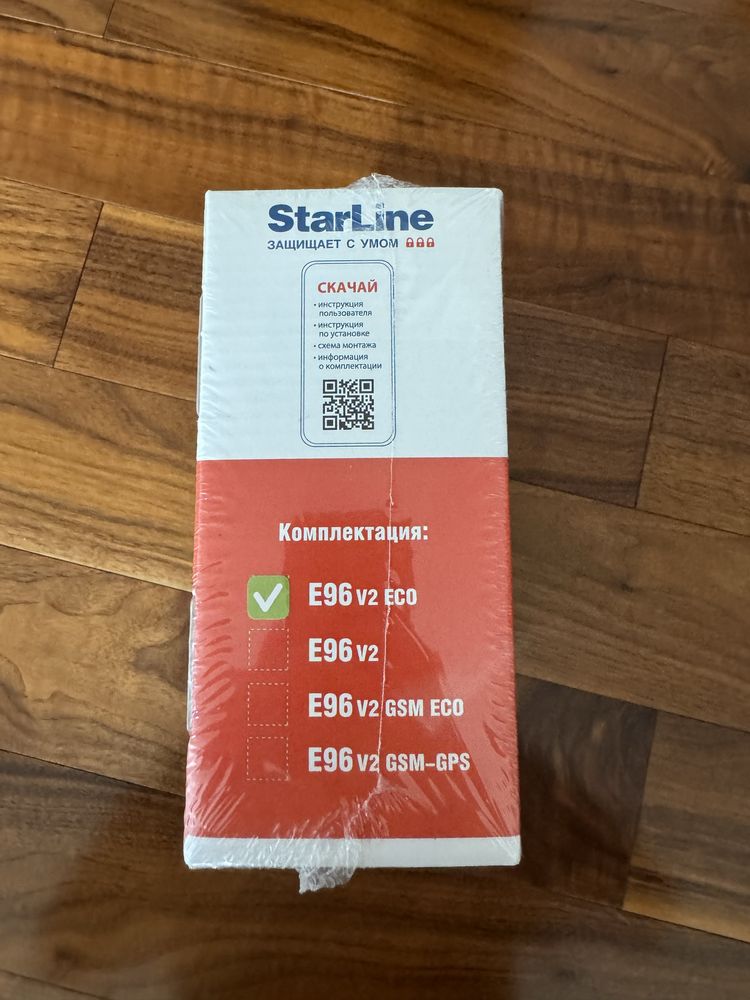 StarLine
ЗАЩИЩАЕТ С УМОМ
СКАЧАЙ
• инструкция
пользователя
• инструкция
по установке
• схема монтажа
• информация
о комплектации
Комплектация:
E96 V2 ECO
E96 V2
E96 V2 GSM ECO
E96 V2 GSM-GPS